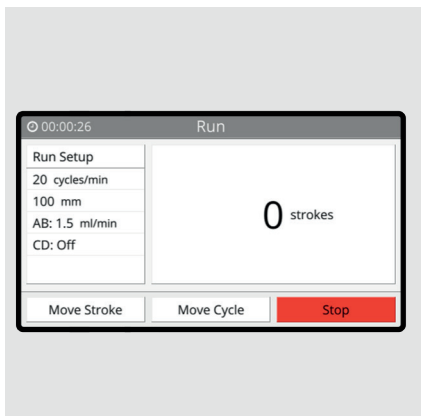 00:00:26 Run
Run Setup
20 cycles/min
100 mm
AB: 1.5 ml/min
CD: Off
0 strokes
Move Stroke Move Cycle Stop